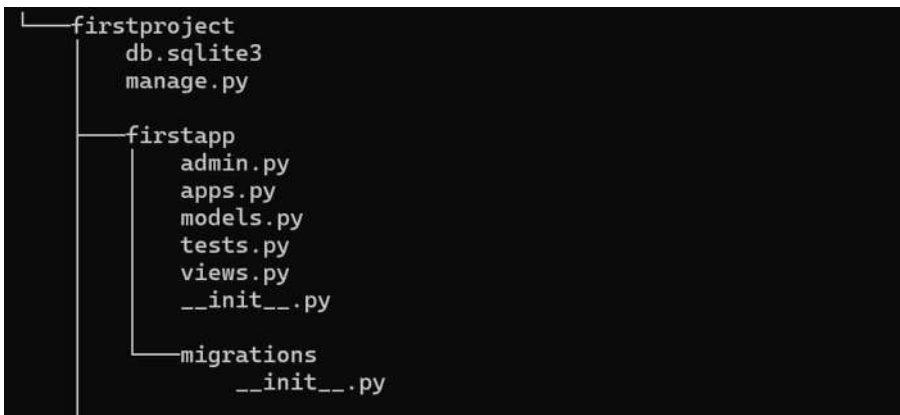 firstproject
db.sqlite3
manage.py
firstapp
admin.py
apps.py
models.py
tests.py
views.py
__init__.py
migrations
__init__.py